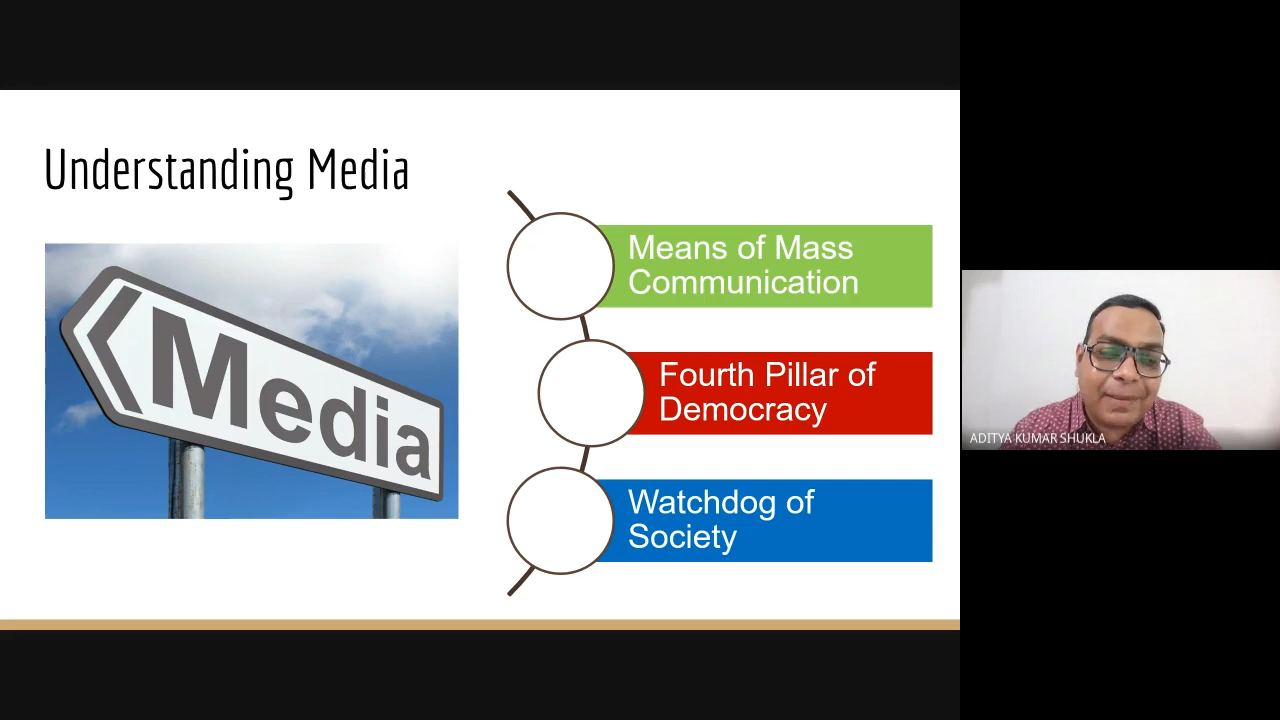 Understanding Media
Media
Means of Mass
Communication
Fourth Pillar of
Democracy
Watchdog of
Society
ADITYA KUMAR SHUKLA